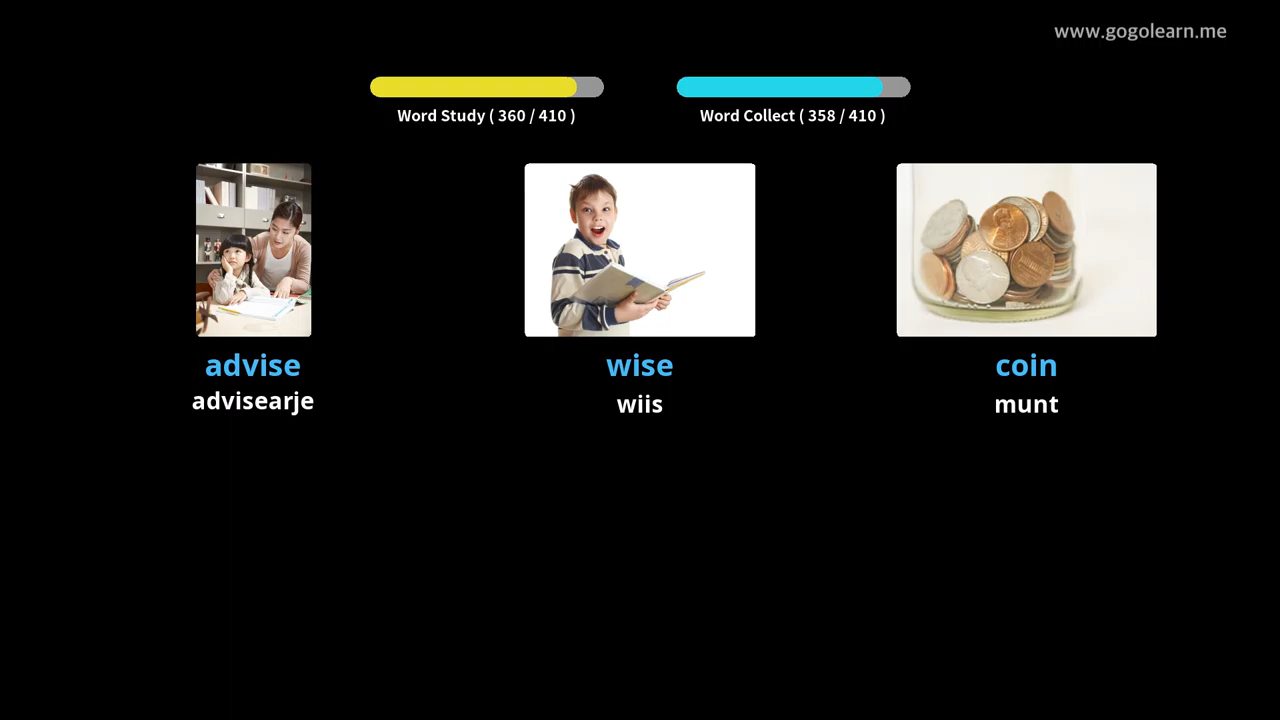 www.gogolearn.me
Word Study ( 360 / 410 )
Word Collect ( 358 / 410 )
advise
advisearje
wise
wiis
coin
munt